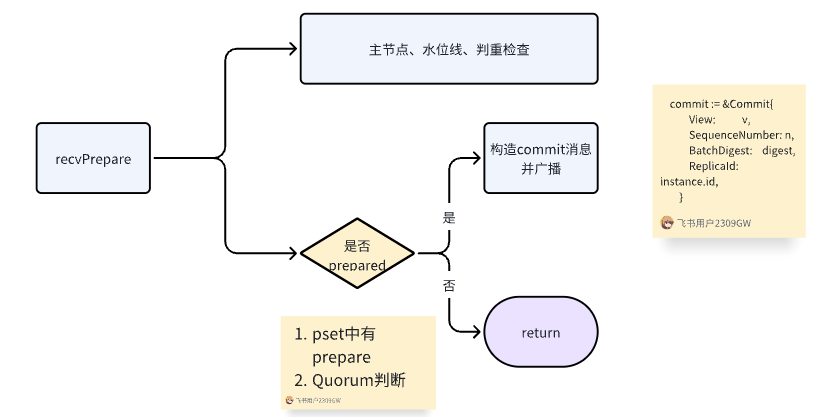 主节点、水位线、判重检查
recvPrepare
构造commit消息
并广播
是
是否
prepared
否
return
1. pset中有
prepare
2. Quorum判断
飞书用户2309GW
commit := &Commit{
View: v,
SequenceNumber: n,
BatchDigest: digest,
ReplicaId:
instance.id,
}
飞书用户2309GW